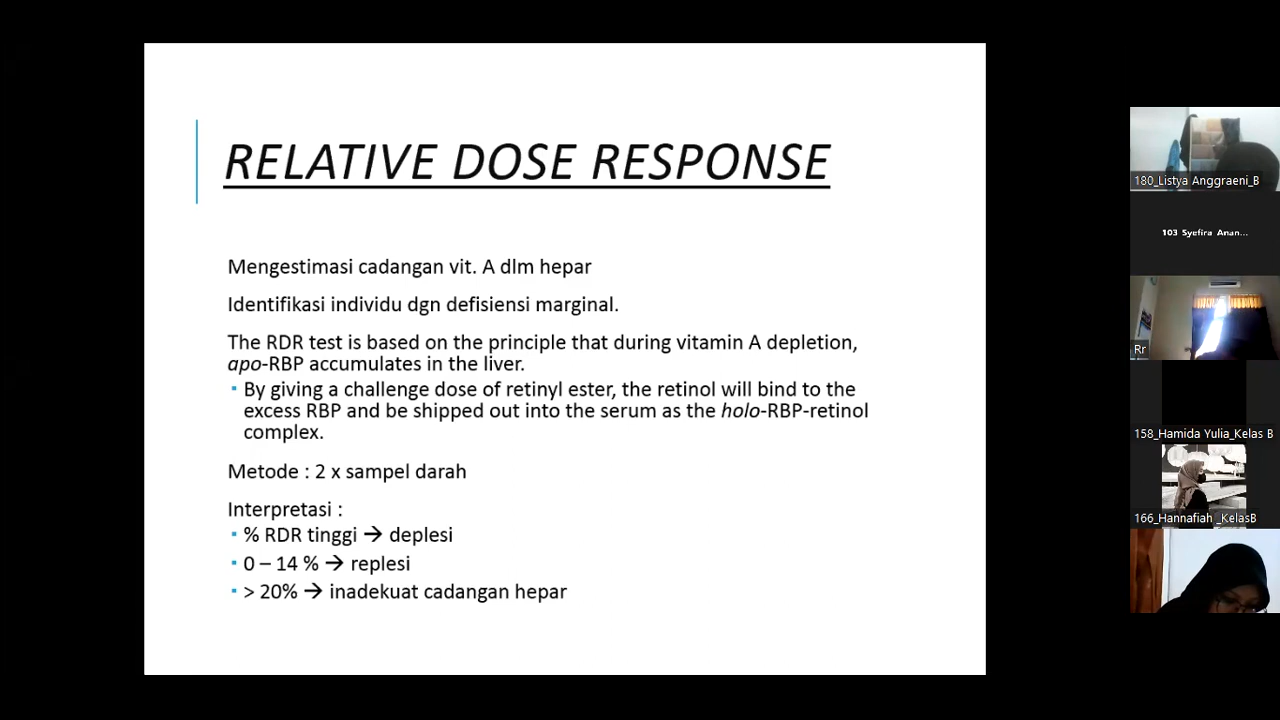 RELATIVE DOSE RESPONSE
Mengestimasi cadangan vit. A dlm hepar
Identifikasi individu dgn defisiensi marginal.
The RDR test is based on the principle that during vitamin A depletion,
apo-RBP accumulates in the liver.
▪ By giving a challenge dose of retinyl ester, the retinol will bind to the
excess RBP and be shipped out into the serum as the holo-RBP-retinol
complex.
Metode : 2 x sampel darah
Interpretasi :
▪ % RDR tinggi → deplesi
▪ 0 – 14 % → replesi
▪ > 20% → inadekuat cadangan hepar
180_Listya Anggraeni_B
103 Syefira Anan...
Rr
158_Hamida Yulia_Kelas B
166_Hannafiah _KelasB